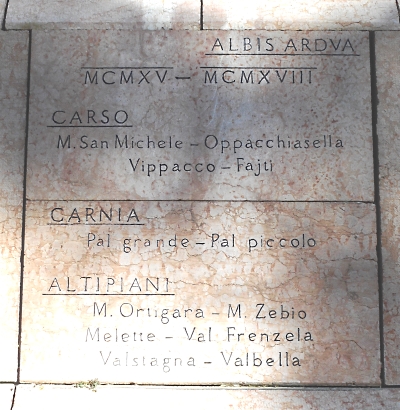 ALBIS ARDVA
MCMXV – MCMXVIII
CARSO
M. San Michele – Oppacchiasella
Vippacco – Fajti
CARNIA
Pal grande – Pal piccolo
ALTIPIANI
M. Ortigara – M. Zebio
Melette – Val Frenzela
Valstagna – Valbella